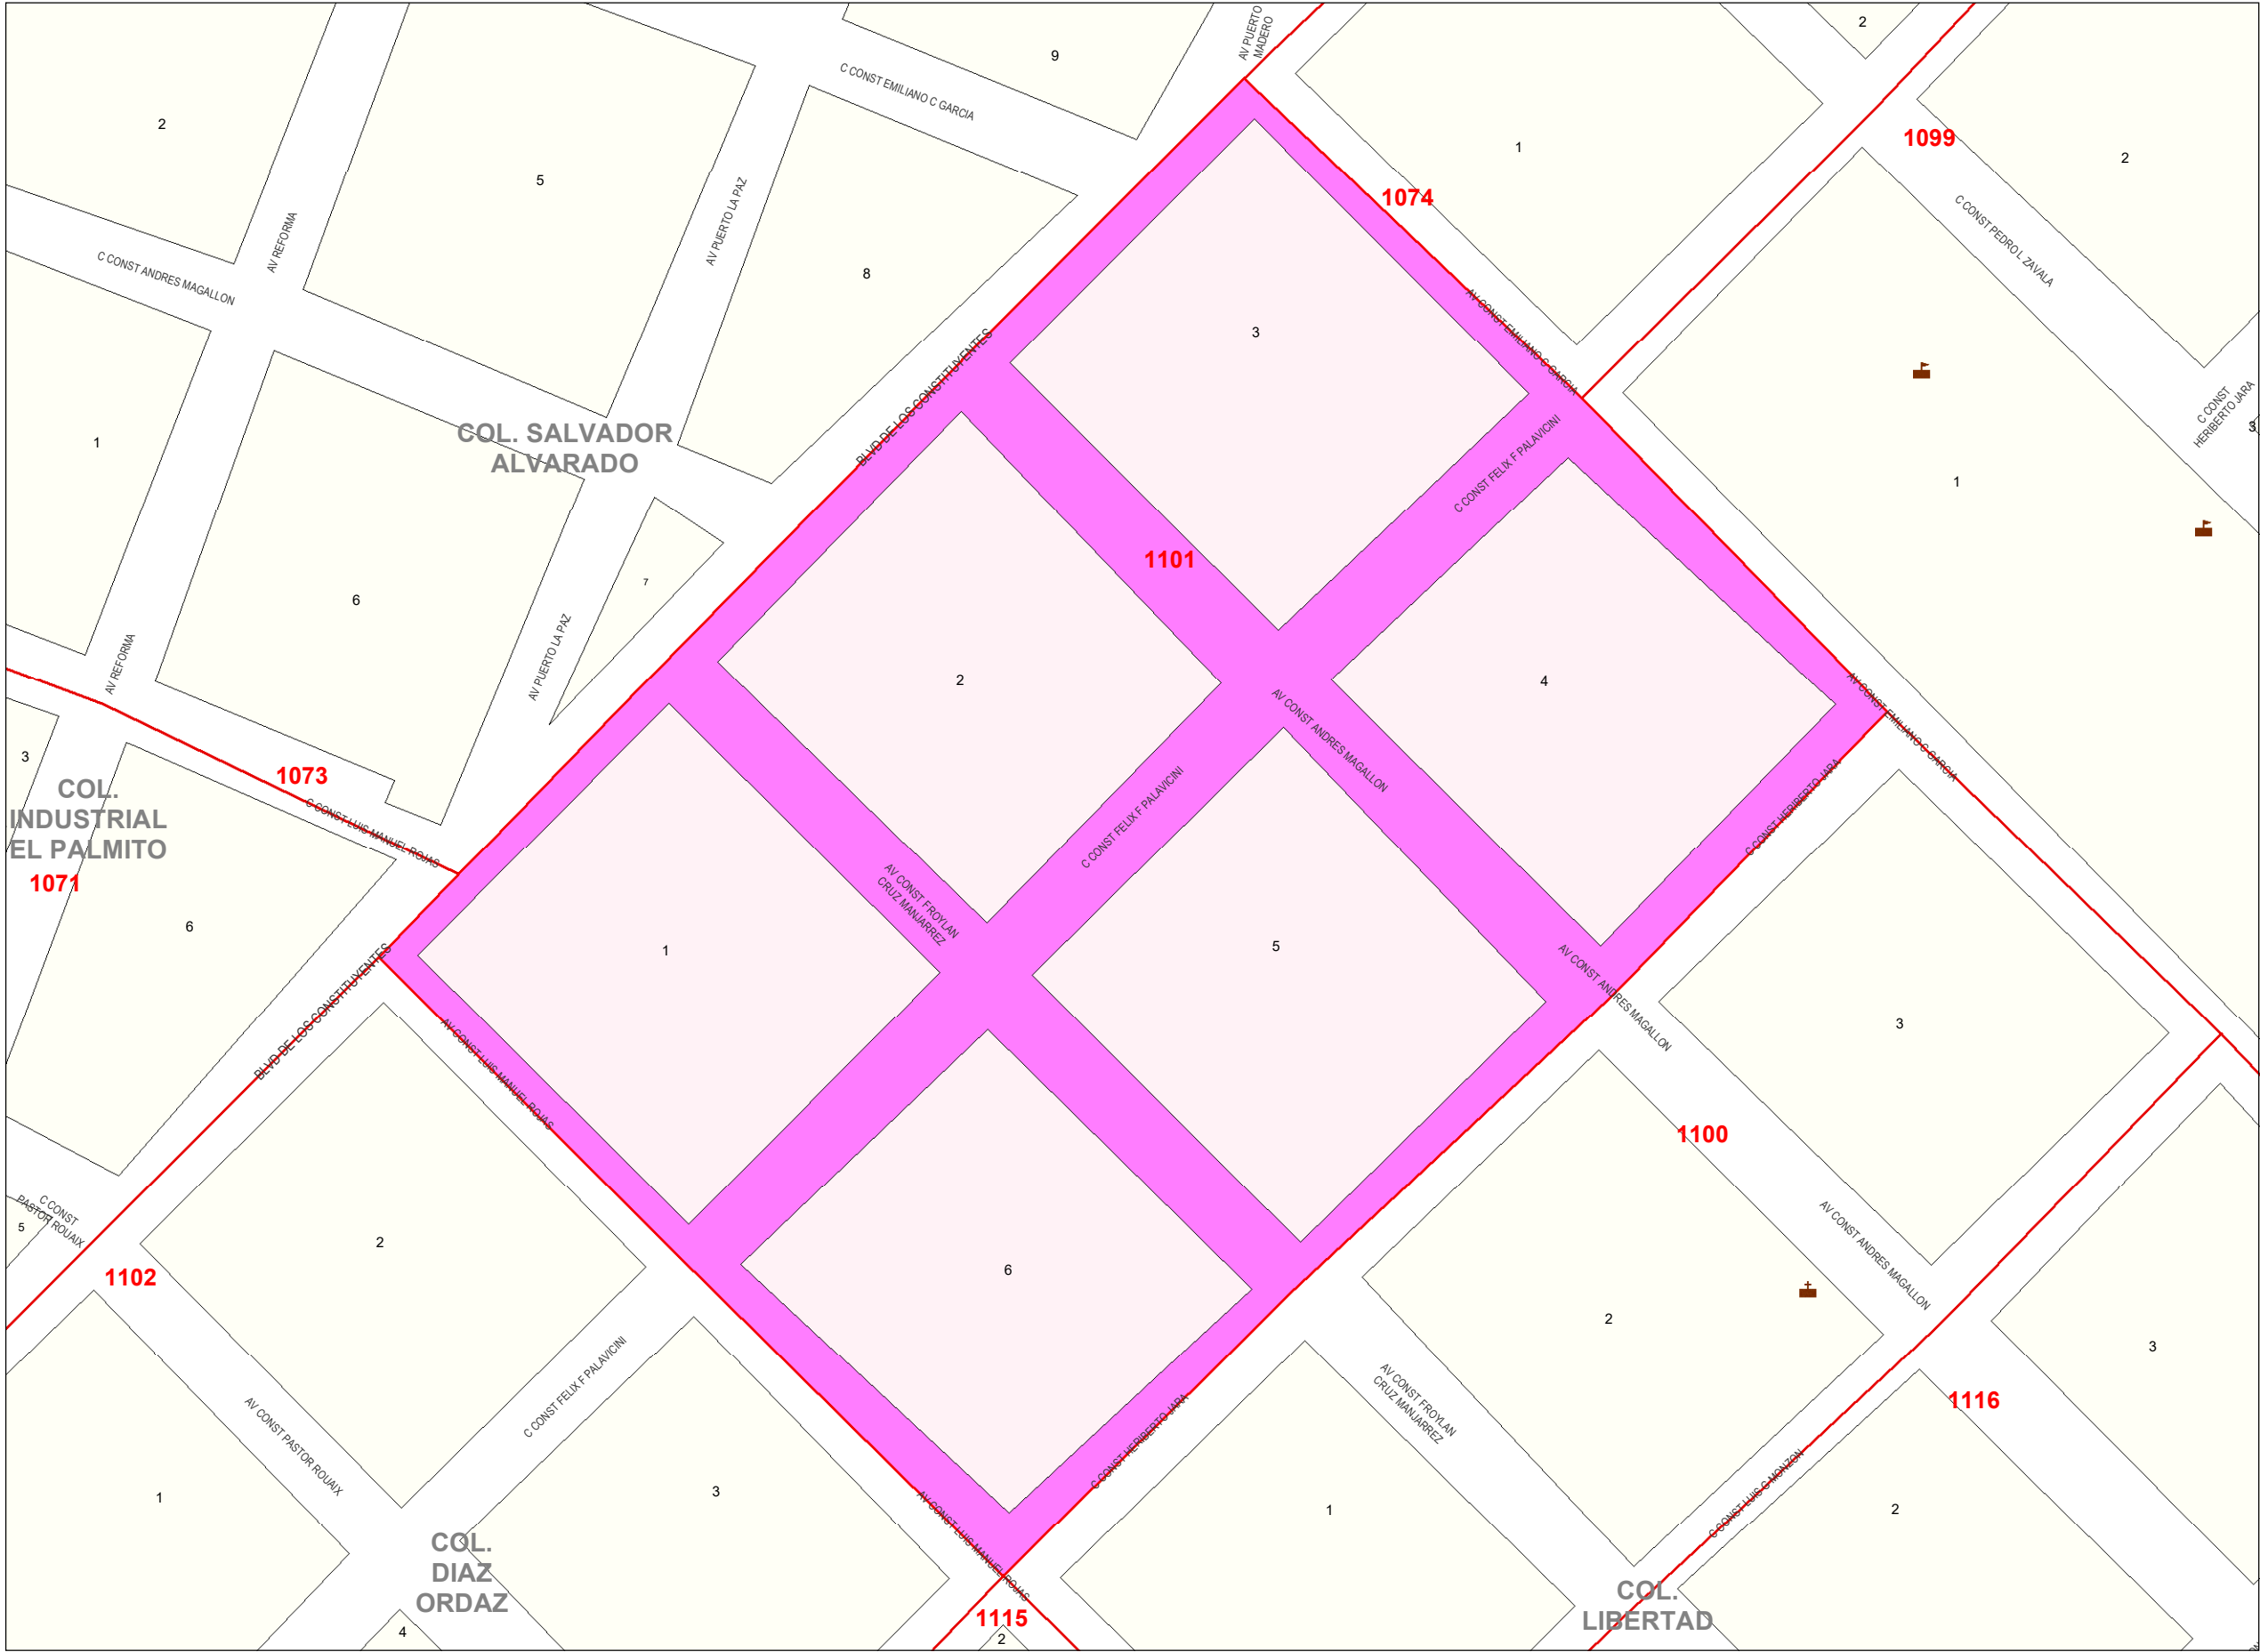 2
9
AV PUERTO
MADERO
C CONST EMILIANO C GARCIA
2
5
1
1099
2
1074
AV REFORMA
AV PUERTO LA PAZ
C CONST PEDRO L ZAVALA
C CONST ANDRES MAGALLON
8
3
AV CONST EMILIANO C GARCIA
BLVD DE LOS CONSTITUYENTES
C CONST
HERIBERTO JARA
3
1
COL. SALVADOR
ALVARADO
C CONST FELIX F PALAVICINI
1
1101
7
6
AV REFORMA
AV PUERTO LA PAZ
2
4
AV CONST EMILIANO C GARCIA
AV CONST ANDRES MAGALLON
3
1073
COL.
INDUSTRIAL
EL PALMITO
C CONST LUIS MANUEL ROJAS
C CONST FELIX F PALAVICINI
C CONST HERIBERTO JARA
1071
6
AV CONST FROYLAN
CRUZ MANJARREZ
1
5
BLVD DE LOS CONSTITUYENTES
AV CONST ANDRES MAGALLON
3
AV CONST LUIS MANUEL ROJAS
1100
C CONST
PASTOR ROUAIX
5
2
1102
6
AV CONST ANDRES MAGALLON
2
3
C CONST FELIX F PALAVICINI
AV CONST PASTOR ROUAIX
AV CONST FROYLAN
CRUZ MANJARREZ
1116
C CONST HERIBERTO JARA
1
3
C CONST LUIS G MONZON
1
2
COL.
DIAZ
ORDAZ
AV CONST LUIS MANUEL ROJAS
COL.
LIBERTAD
1115
4
2